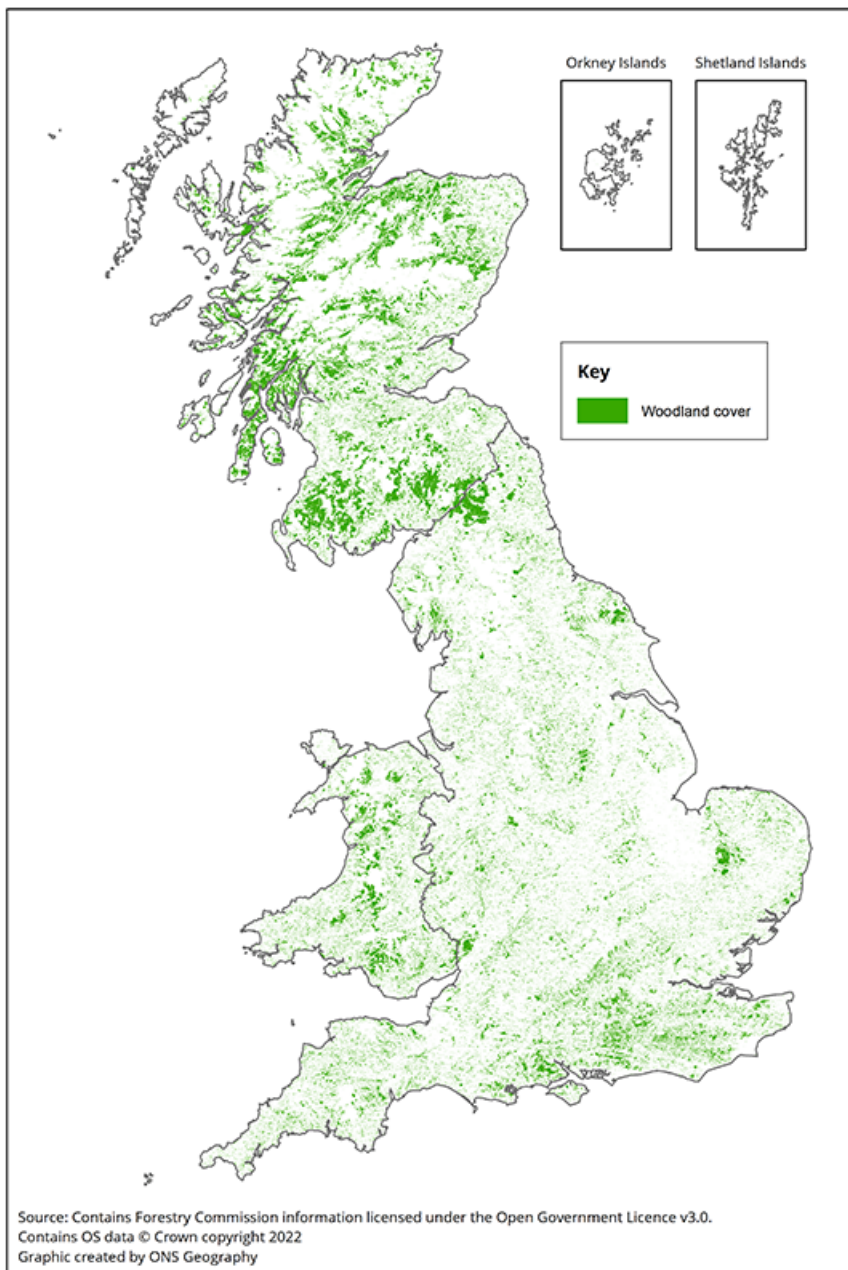 Orkney Islands
Shetland Islands
Key
Woodland cover
Source: Contains Forestry Commission information licensed under the Open Government Licence v3.0.
Contains OS data © Crown copyright 2022
Graphic created by ONS Geography